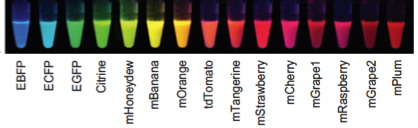 EBFP
ECFP
EGFP
Citrine
mHoneydew
mBanana
mOrange
tdTomato
mTangerine
mStrawberry
mCherry
mGrape1
mRaspberry
mGrape2
mPlum